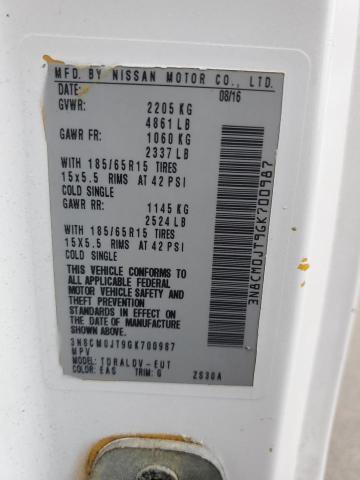 MFD. BY NISSAN MOTOR CO., LTD.
DATE: 08/16
GVWR: 2205 KG
4861 LB
GAWR FR: 1060 KG
2337 LB
WITH 185/65R15 TIRES
15x5.5 RIMS AT 42 PSI
COLD SINGLE
GAWR RR: 1145 KG
2524 LB
WITH 185/65R15 TIRES
15X5.5 RIMS AT 42 PSI
COLD SINGLE
THIS VEHICLE CONFORMS TO
ALL APPLICABLE FEDERAL
MOTOR VEHICLE SAFETY AND
THEFT PREVENTION
STANDARDS IN EFFECT ON
THE DATE OF MANUFACTURE
SHOWN ABOVE.
3N8CM0JT9GK700987
MPV
MODEL: TDRALDV-EUT
COLOR: EAS TRIM: G 2S30A
3N8CM0JT9GK700987